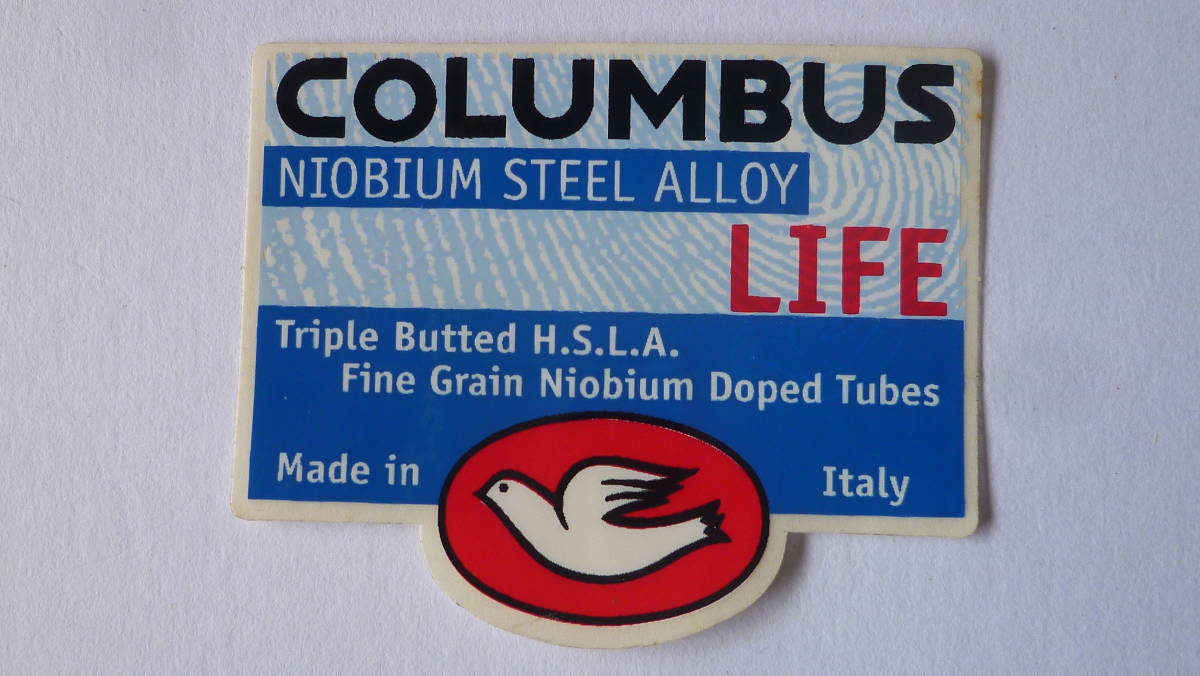 COLUMBUS
NIOBIUM STEEL ALLOY
LIFE
Triple Butted H.S.L.A.
Fine Grain Niobium Doped Tubes
Made in Italy